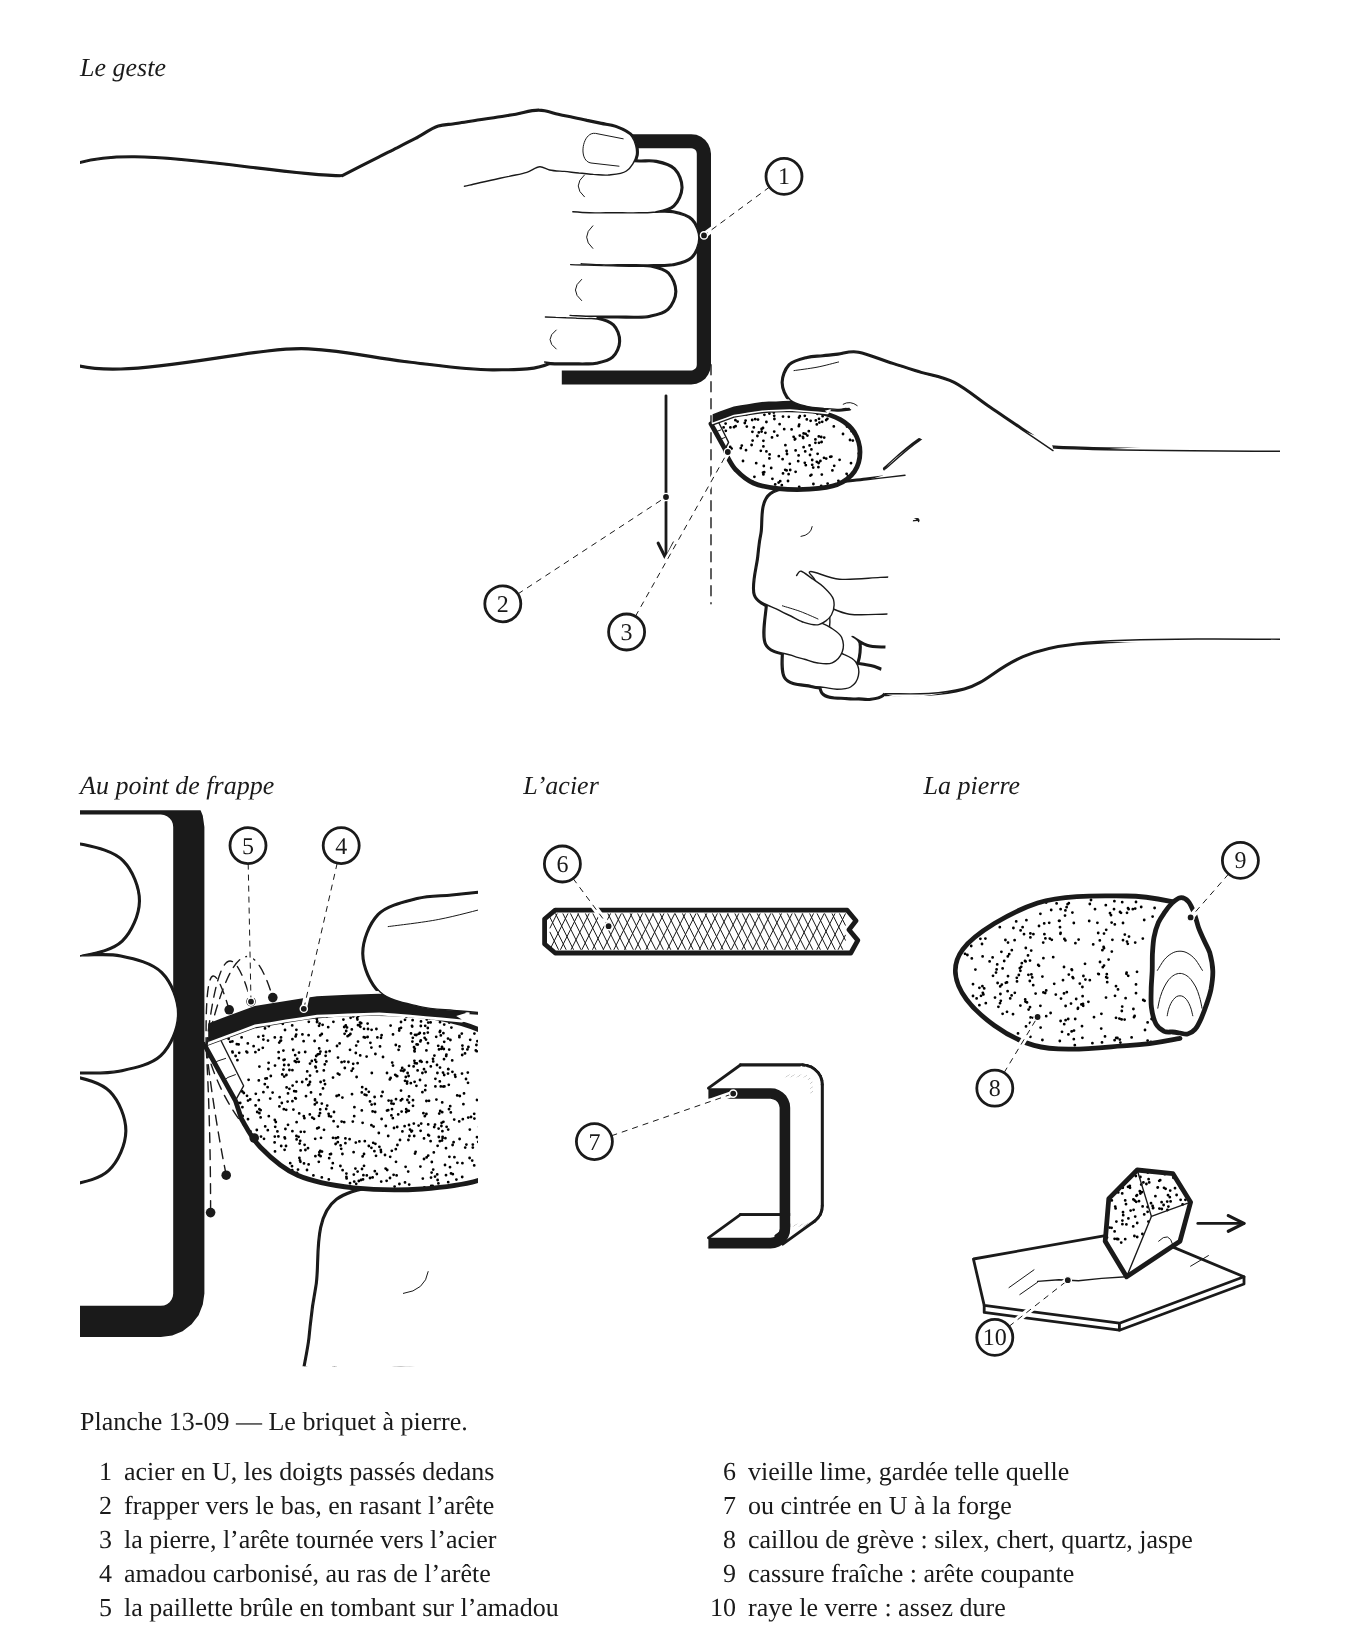 Le geste
1
2
3
Au point de frappe
L’acier
La pierre
5
4
6
9
8
7
10
Planche 13-09 — Le briquet à pierre.
1 acier en U, les doigts passés dedans
2 frapper vers le bas, en rasant l’arête
3 la pierre, l’arête tournée vers l’acier
4 amadou carbonisé, au ras de l’arête
5 la paillette brûle en tombant sur l’amadou
6 vieille lime, gardée telle quelle
7 ou cintrée en U à la forge
8 caillou de grève : silex, chert, quartz, jaspe
9 cassure fraîche : arête coupante
10 raye le verre : assez dure